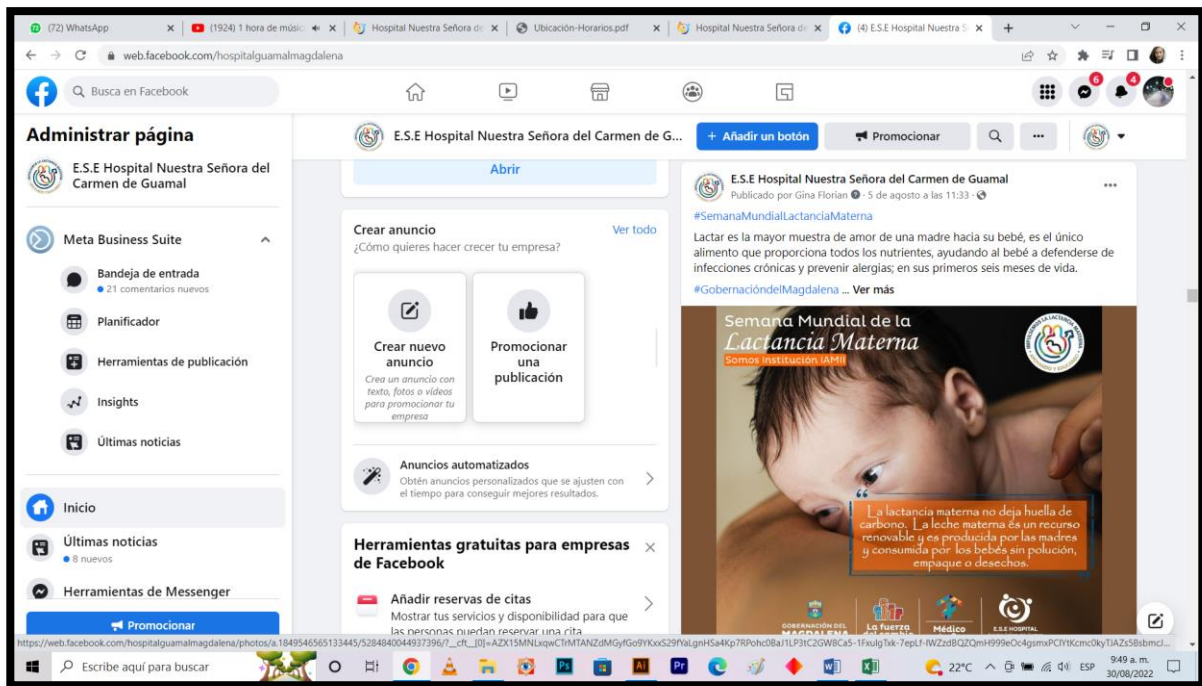 (72) WhatsApp
(1924) 1 hora de músic
Hospital Nuestra Señora de
Ubicación-Horarios.pdf
Hospital Nuestra Señora de
(4) E.S.E Hospital Nuestra S
web.facebook.com/hospitalguamalmagdalena
Busca en Facebook
6
4
Administrar página
E.S.E Hospital Nuestra Señora del
Carmen de Guamal
Meta Business Suite
Bandeja de entrada
21 comentarios nuevos
Planificador
Herramientas de publicación
Insights
Últimas noticias
Inicio
Últimas noticias
8 nuevos
Herramientas de Messenger
Promocionar
E.S.E Hospital Nuestra Señora del Carmen de G...
+ Añadir un botón
Promocionar
Abrir
Crear anuncio
Ver todo
¿Cómo quieres hacer crecer tu empresa?
Crear nuevo
anuncio
Crea un anuncio con
texto, fotos o vídeos
para promocionar tu
empresa
Promocionar
una
publicación
Anuncios automatizados
Obtén anuncios personalizados que se ajusten con
el tiempo para conseguir mejores resultados.
Herramientas gratuitas para empresas
de Facebook
Añadir reservas de citas
Mostrar tus servicios y disponibilidad para que
las personas puedan reservar una cita
E.S.E Hospital Nuestra Señora del Carmen de Guamal
Publicado por Gina Florian · 5 de agosto a las 11:33 ·
#SemanaMundialLactanciaMaterna
Lactar es la mayor muestra de amor de una madre hacia su bebé, es el único
alimento que proporciona todos los nutrientes, ayudando al bebé a defenderse de
infecciones crónicas y prevenir alergias; en sus primeros seis meses de vida.
#GobernacióndelMagdalena ... Ver más
Semana Mundial de la
Lactancia Materna
Somos Institución IAMII
La lactancia materna no deja huella de
carbono. La leche materna es un recurso
renovable y es producida por las madres
y consumida por los bebés sin polución,
empaque o desechos.
GOBERNACIÓN DEL
MAGDALENA
La fuerza
del cambio
Médico
E.S.E HOSPITAL
Escribe aquí para buscar
22°C
ESP
9:49 a. m.
30/08/2022